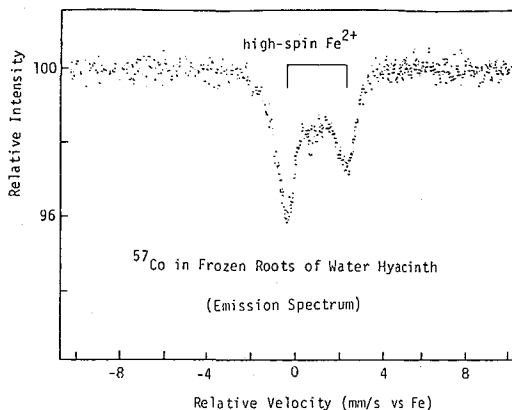 high-spin Fe2+
100
96
Relative Intensity
57Co in Frozen Roots of Water Hyacinth
(Emission Spectrum)
-8 -4 0 4 8
Relative Velocity (mm/s vs Fe)